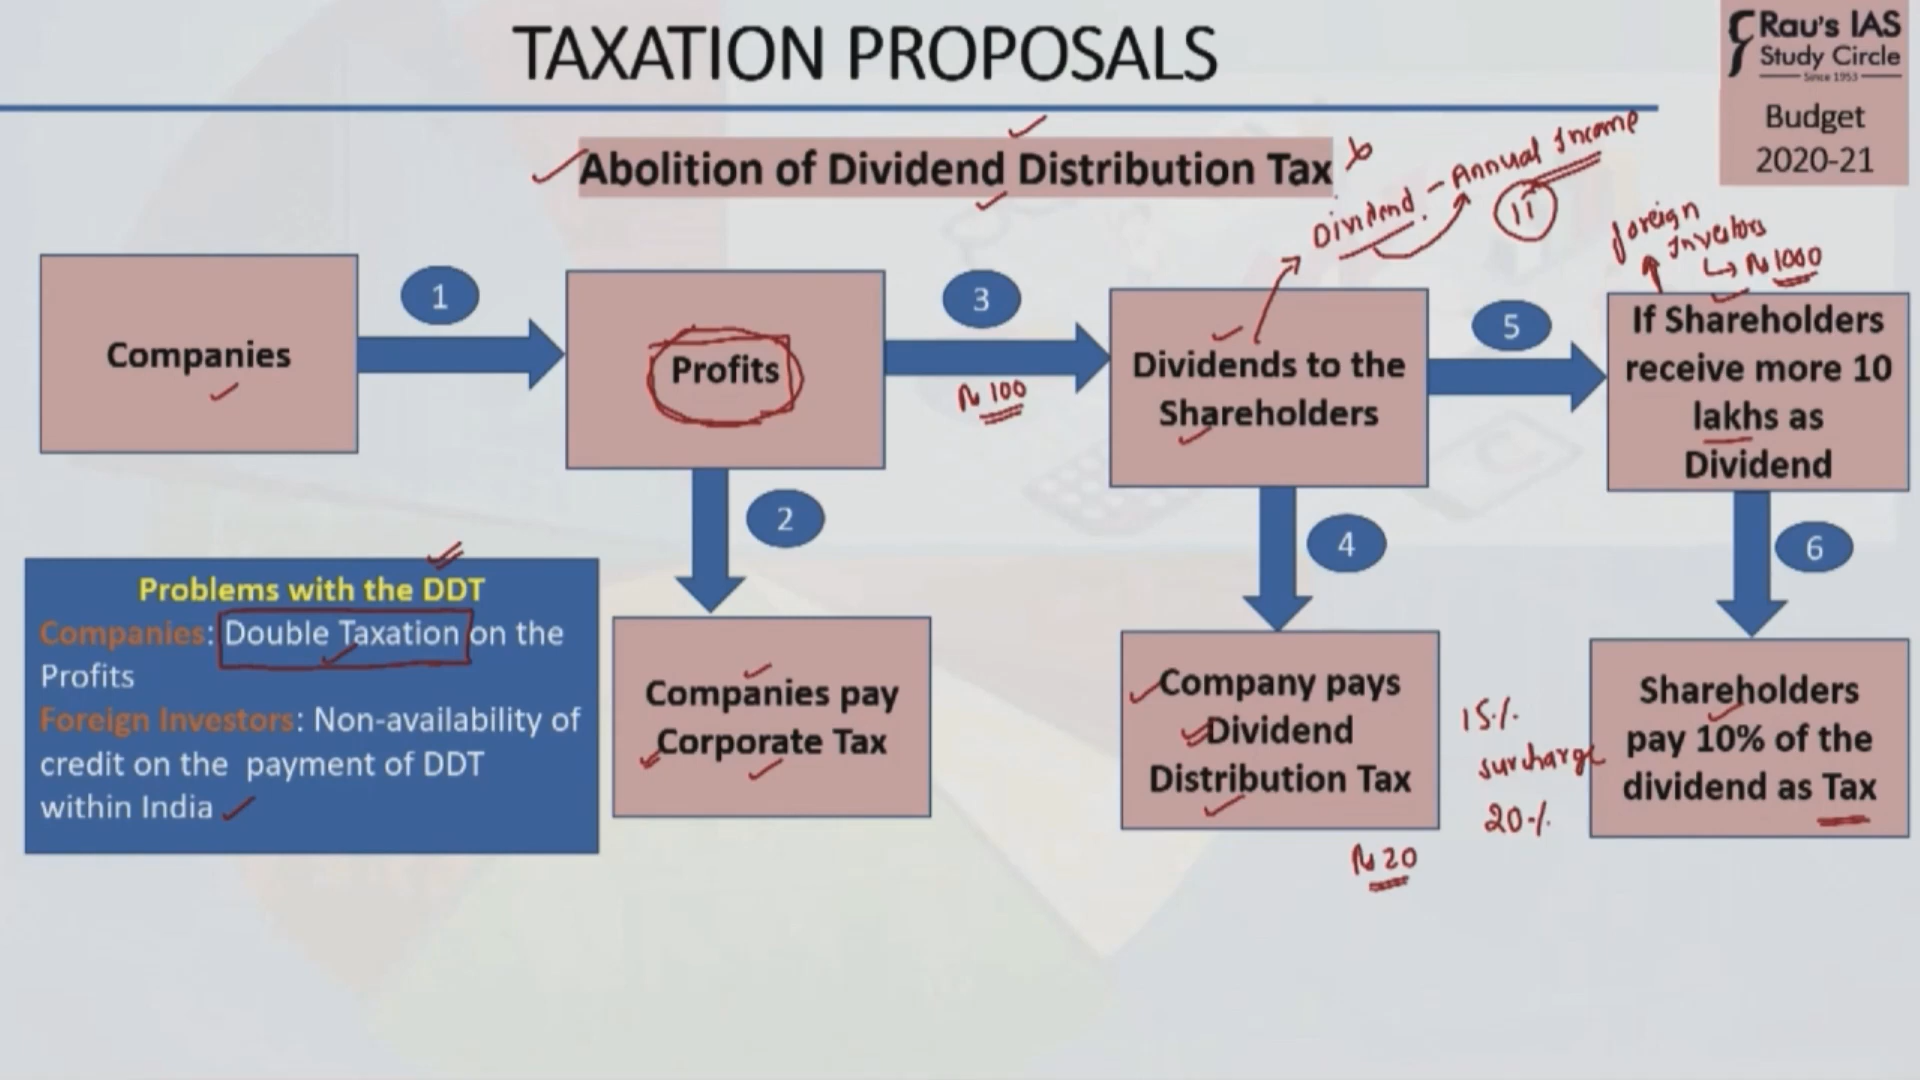 TAXATION PROPOSALS
Rau's IAS
Study Circle
Since 1953
Budget
2020-21
Abolition of Dividend Distribution Tax
Dividend - Annual Income
IT
foreign
Investors
₨ 1000
Companies
1
Profits
3
₨ 100
Dividends to the
Shareholders
5
If Shareholders
receive more 10
lakhs as
Dividend
2
4
6
Problems with the DDT
Companies: Double Taxation on the
Profits
Foreign Investors: Non-availability of
credit on the payment of DDT
within India
Companies pay
Corporate Tax
Company pays
Dividend
Distribution Tax
15%
surcharge
20%
₨ 20
Shareholders
pay 10% of the
dividend as Tax